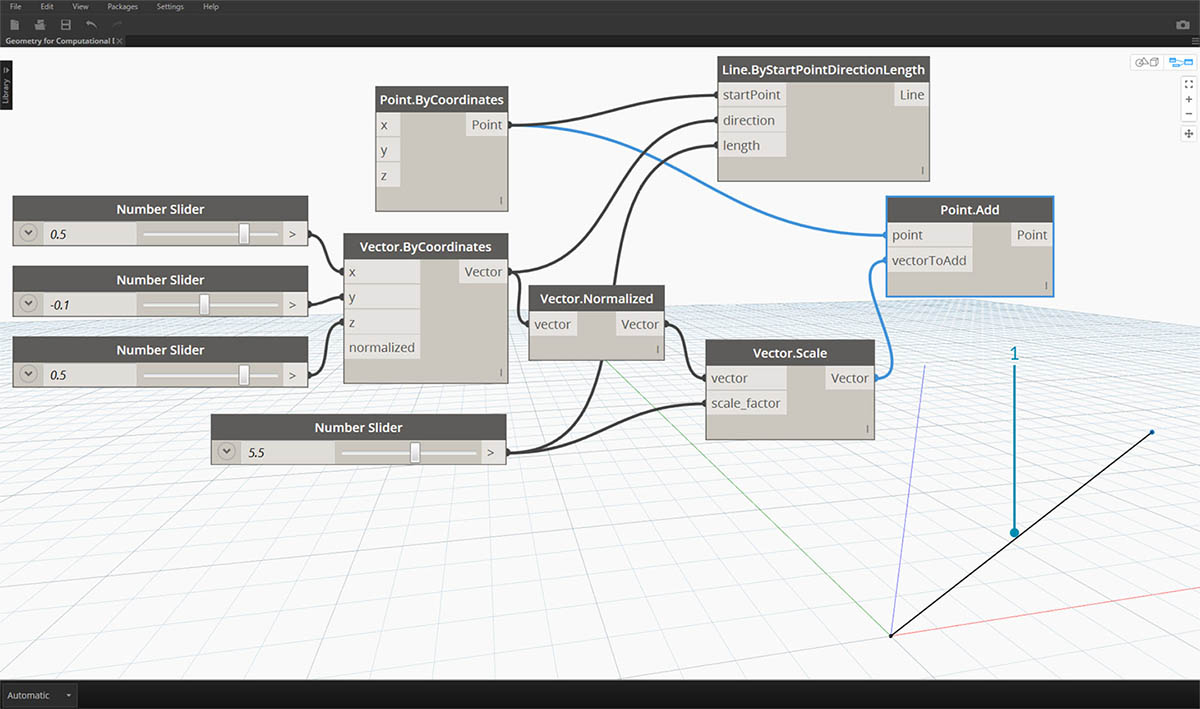 File Edit View Packages Settings Help
Geometry for Computational
Library
Point.ByCoordinates
x Point
y
z
Line.ByStartPointDirectionLength
startPoint Line
direction
length
Number Slider
0.5 >
Number Slider
-0.1 >
Number Slider
0.5 >
Vector.ByCoordinates
x Vector
y
z
normalized
Number Slider
5.5 >
Vector.Normalized
vector Vector
Vector.Scale
vector Vector
scale_factor
Point.Add
point Point
vectorToAdd
1
Automatic